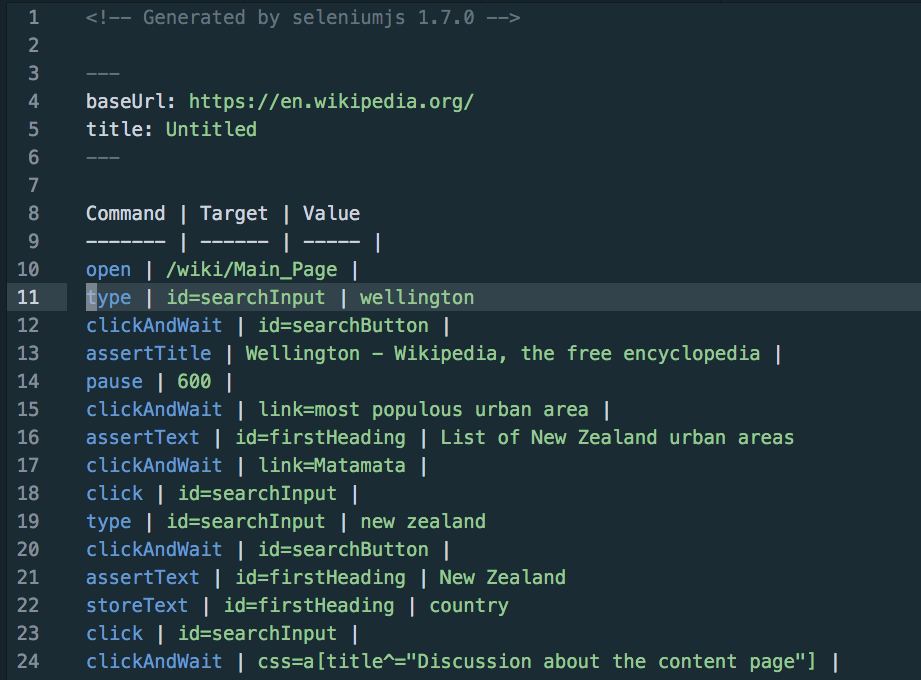 1 <!-- Generated by seleniumjs 1.7.0 -->
2
3 ---
4 baseUrl: https://en.wikipedia.org/
5 title: Untitled
6 ---
7
8 Command | Target | Value
9 ------- | ------ | ----- |
10 open | /wiki/Main_Page |
11 type | id=searchInput | wellington
12 clickAndWait | id=searchButton |
13 assertTitle | Wellington - Wikipedia, the free encyclopedia |
14 pause | 600 |
15 clickAndWait | link=most populous urban area |
16 assertText | id=firstHeading | List of New Zealand urban areas
17 clickAndWait | link=Matamata |
18 click | id=searchInput |
19 type | id=searchInput | new zealand
20 clickAndWait | id=searchButton |
21 assertText | id=firstHeading | New Zealand
22 storeText | id=firstHeading | country
23 click | id=searchInput |
24 clickAndWait | css=a[title^="Discussion about the content page"] |